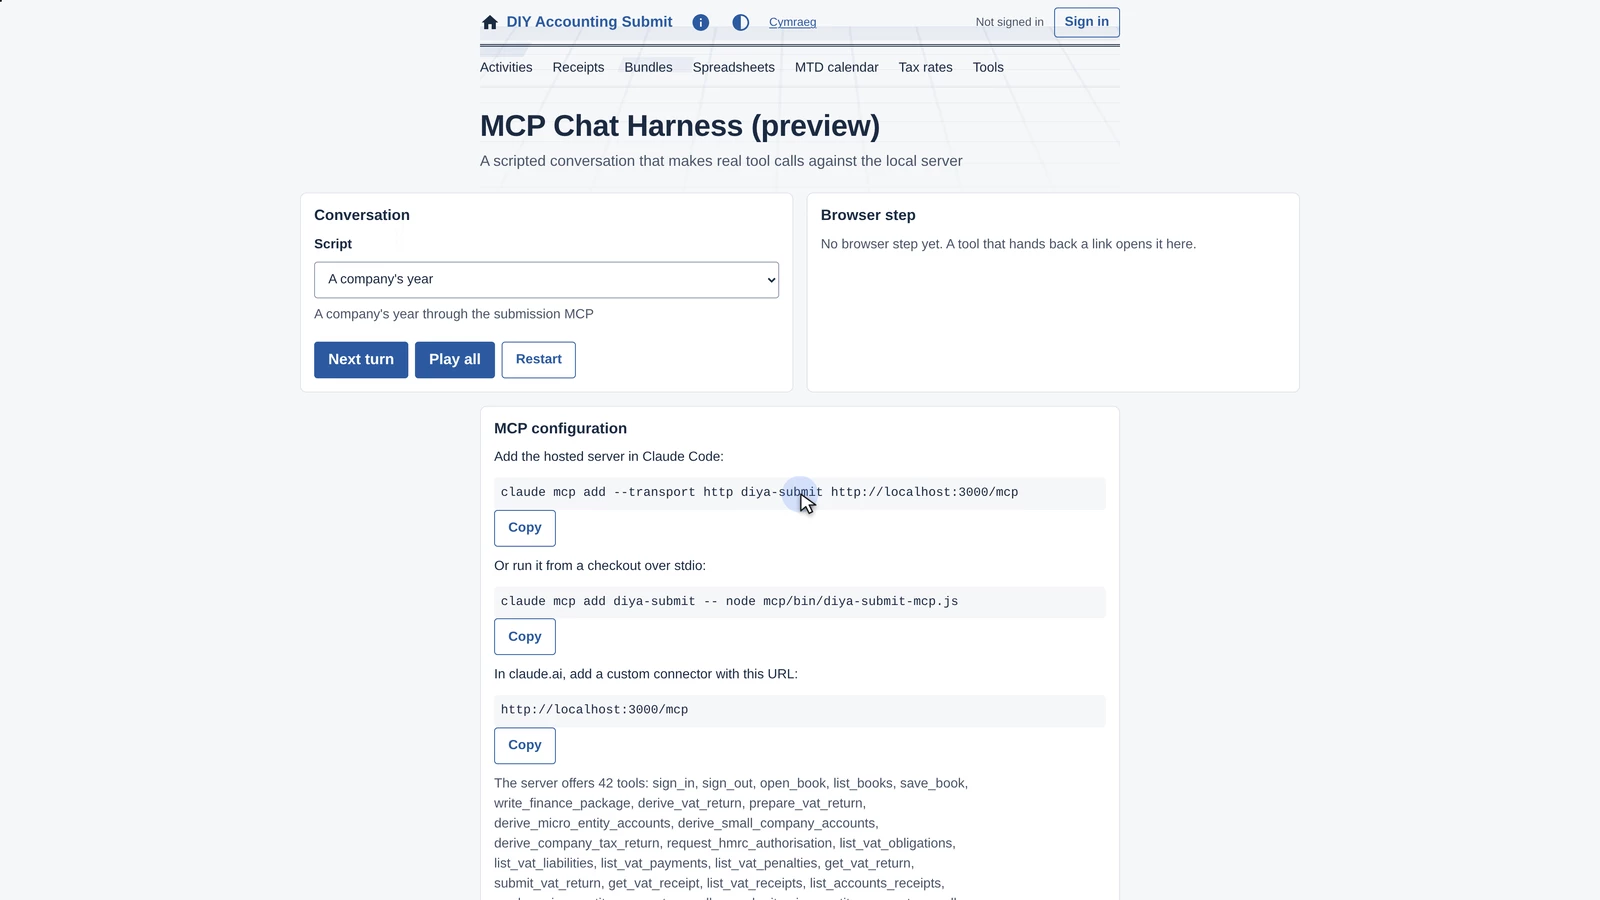 DIY Accounting Submit
Cymraeg
Not signed in
Sign in
Activities
Receipts
Bundles
Spreadsheets
MTD calendar
Tax rates
Tools
MCP Chat Harness (preview)
A scripted conversation that makes real tool calls against the local server
Conversation
Script
A company's year
A company's year through the submission MCP
Next turn
Play all
Restart
Browser step
No browser step yet. A tool that hands back a link opens it here.
MCP configuration
Add the hosted server in Claude Code:
claude mcp add --transport http diya-submit http://localhost:3000/mcp
Copy
Or run it from a checkout over stdio:
claude mcp add diya-submit -- node mcp/bin/diya-submit-mcp.js
Copy
In claude.ai, add a custom connector with this URL:
http://localhost:3000/mcp
Copy
The server offers 42 tools: sign_in, sign_out, open_book, list_books, save_book,
write_finance_package, derive_vat_return, prepare_vat_return,
derive_micro_entity_accounts, derive_small_company_accounts,
derive_company_tax_return, request_hmrc_authorisation, list_vat_obligations,
list_vat_liabilities, list_vat_payments, list_vat_penalties, get_vat_return,
submit_vat_return, get_vat_receipt, list_vat_receipts, list_accounts_receipts,